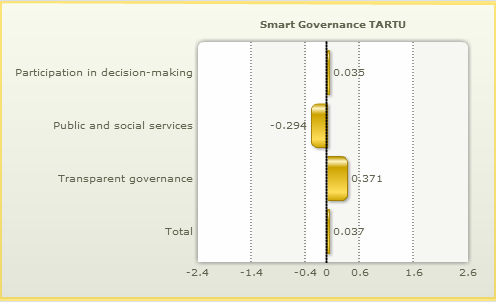 Smart Governance TARTU
Participation in decision-making 0.035
Public and social services -0.294
Transparent governance 0.371
Total 0.037
-2.4 -1.4 -0.4 0 0.6 1.6 2.6